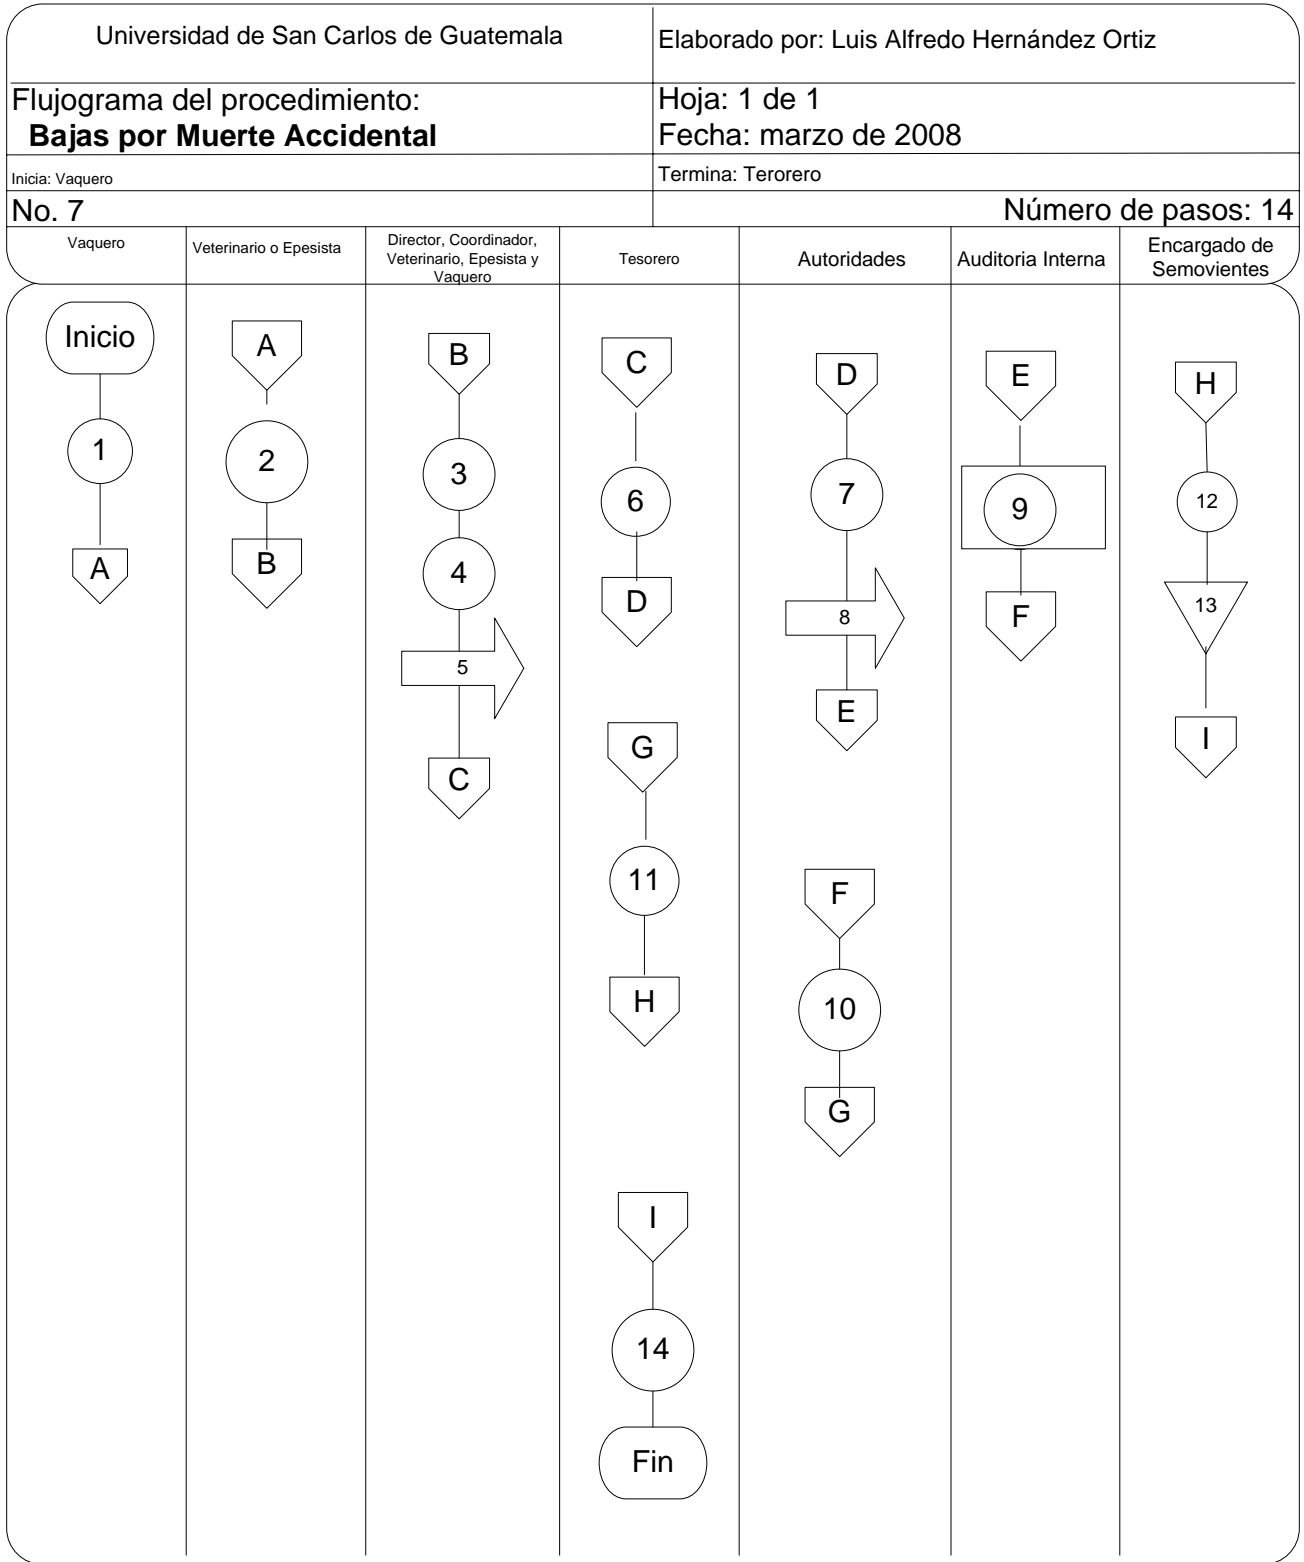 Universidad de San Carlos de Guatemala
Elaborado por: Luis Alfredo Hernández Ortiz
Flujograma del procedimiento:
Bajas por Muerte Accidental
Hoja: 1 de 1
Fecha: marzo de 2008
Inicia: Vaquero
Termina: Terorero
No. 7
Número de pasos: 14
Vaquero
Veterinario o Epesista
Director, Coordinador,
Veterinario, Epesista y
Vaquero
Tesorero
Autoridades
Auditoria Interna
Encargado de
Semovientes
Inicio
1
A
A
2
B
B
3
4
5
C
C
6
D
G
11
H
I
14
Fin
D
7
8
E
F
10
G
E
9
F
H
12
13
I